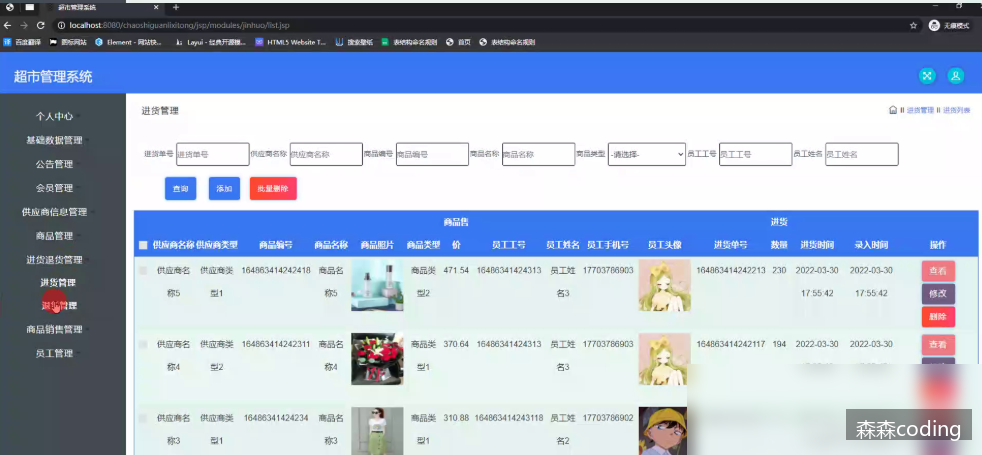 超市管理系统
localhost:8080/chaoshiguanlixitong/jsp/modules/jinhuo/list.jsp
无痕模式
百度翻译 图标网站 Element - 网站快... Layui - 经典开源模... HTML5 Website T... 搜索壁纸 表结构命名规则 首页 表结构命名规则
超市管理系统
个人中心
基础数据管理
公告管理
会员管理
供应商信息管理
商品管理
进货退货管理
进货管理
退货管理
商品销售管理
员工管理
进货管理
进货管理 进货列表
进货单号 进货单号 供应商名称 供应商名称 商品编号 商品编号 商品名称 商品名称 商品类型 -请选择- 员工工号 员工工号 员工姓名 员工姓名
查询 添加 批量删除
商品售 进货
供应商名称 供应商类型 商品编号 商品名称 商品照片 商品类型 价 员工工号 员工姓名 员工手机号 员工头像 进货单号 数量 进货时间 录入时间 操作
供应商名 供应商类 164863414242418 商品名 商品类 471.54 16486341424313 员工姓 17703786903 164863414242213 230 2022-03-30 2022-03-30 查看
称5 型1 称5 型2 名3 17:55:42 17:55:42 修改
删除
供应商名 供应商类 164863414242311 商品名 商品类 370.64 16486341424313 员工姓 17703786903 164863414242117 194 2022-03-30 2022-03-30 查看
称4 型2 称4 型1 名3
供应商名 供应商类 16486341424234 商品名 商品类 310.88 164863414243118 员工姓 17703786902
称3 型1 称3 型1 名2
森森coding